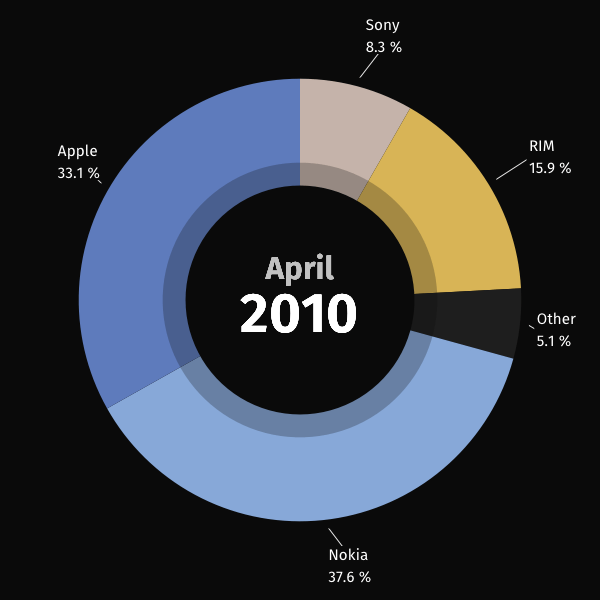 Sony
8.3 %
Apple
33.1 %
RIM
15.9 %
April
2010
Other
5.1 %
Nokia
37.6 %